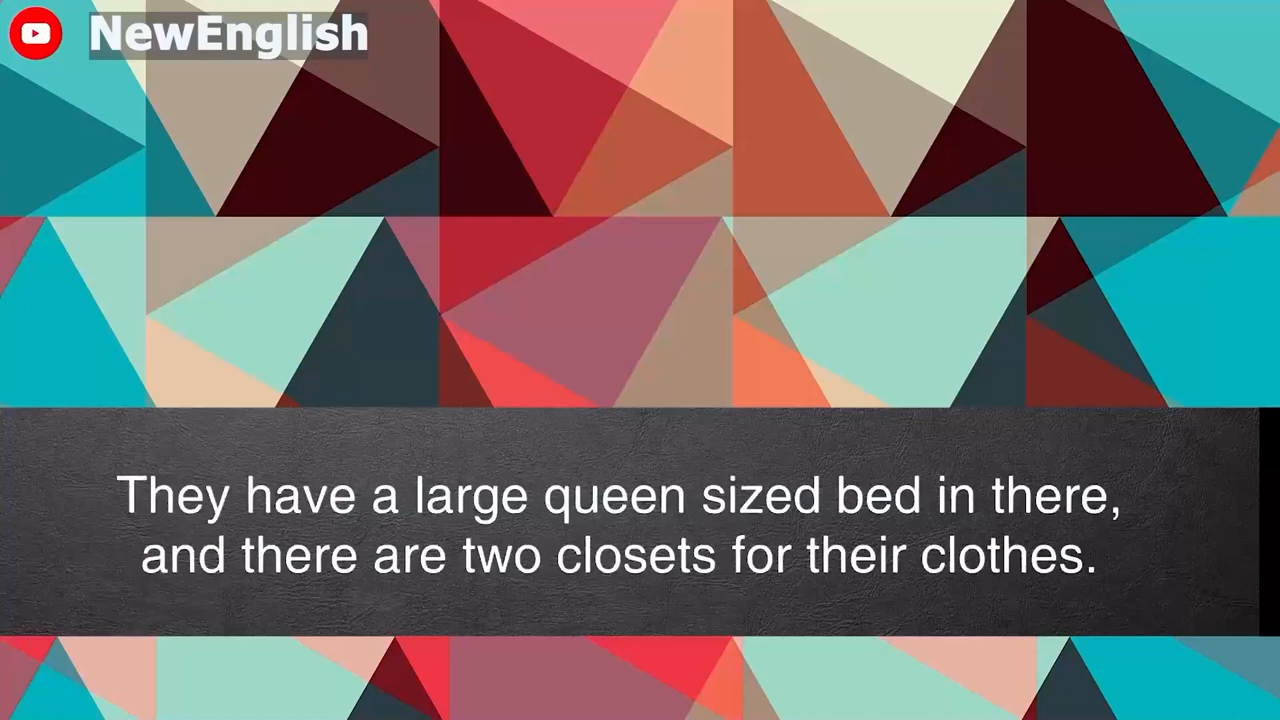 NewEnglish
They have a large queen sized bed in there,
and there are two closets for their clothes.